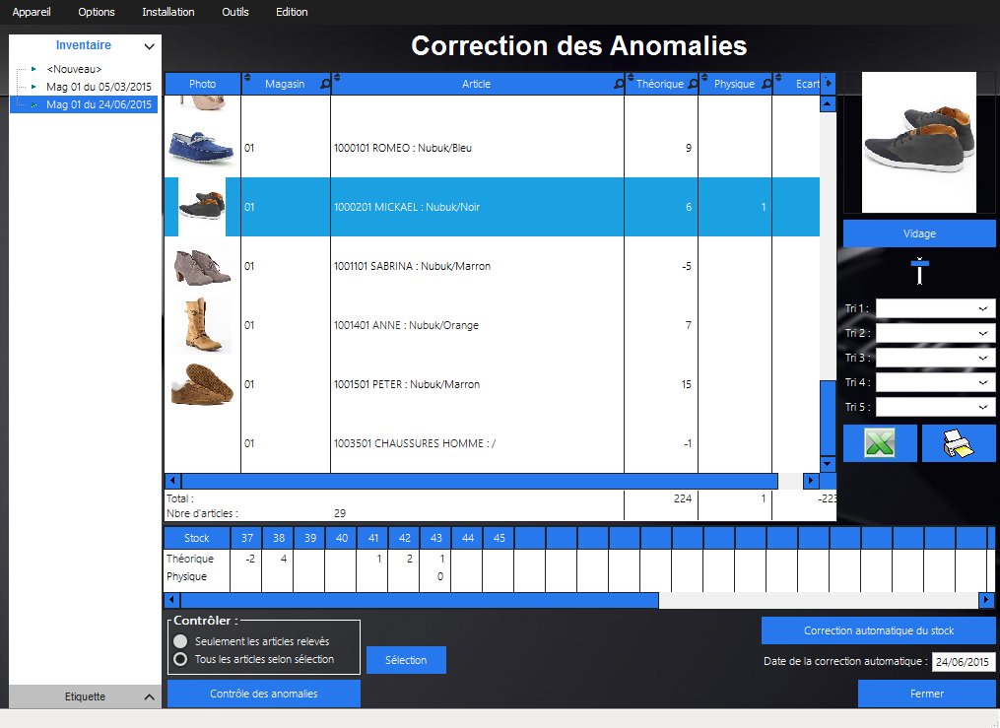 Appareil Options Installation Outils Edition
Inventaire
<Nouveau>
Mag 01 du 05/03/2015
Mag 01 du 24/06/2015
Etiquette
Correction des Anomalies
Photo Magasin Article Théorique Physique Ecart
01 1000101 ROMEO : Nubuk/Bleu 9
01 1000201 MICKAEL : Nubuk/Noir 6 1
01 1001101 SABRINA : Nubuk/Marron -5
01 1001401 ANNE : Nubuk/Orange 7
01 1001501 PETER : Nubuk/Marron 15
01 1003501 CHAUSSURES HOMME : / -1
Total : 224 1 -223
Nbre d'articles : 29
Vidage
Tri 1 :
Tri 2 :
Tri 3 :
Tri 4 :
Tri 5 :
Stock 37 38 39 40 41 42 43 44 45
Théorique -2 4 1 2 1
Physique 0
Contrôler :
Seulement les articles relevés
Tous les articles selon sélection
Sélection
Contrôle des anomalies
Correction automatique du stock
Date de la correction automatique : 24/06/2015
Fermer